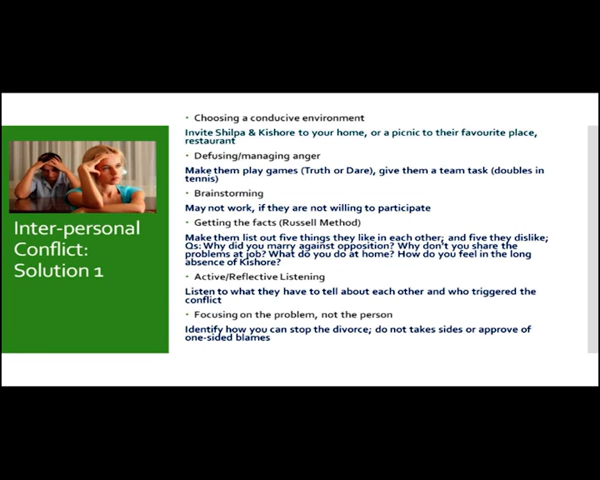 Inter-personal
Conflict:
Solution 1
• Choosing a conducive environment
Invite Shilpa & Kishore to your home, or a picnic to their favourite place,
restaurant
• Defusing/managing anger
Make them play games (Truth or Dare), give them a team task (doubles in
tennis)
• Brainstorming
May not work, if they are not willing to participate
• Getting the facts (Russell Method)
Make them list out five things they like in each other; and five they dislike;
Qs: Why did you marry against opposition? Why don't you share the
problems at job? What do you do at home? How do you feel in the long
absence of Kishore?
• Active/Reflective Listening
Listen to what they have to tell about each other and who triggered the
conflict
• Focusing on the problem, not the person
Identify how you can stop the divorce; do not takes sides or approve of
one-sided blames